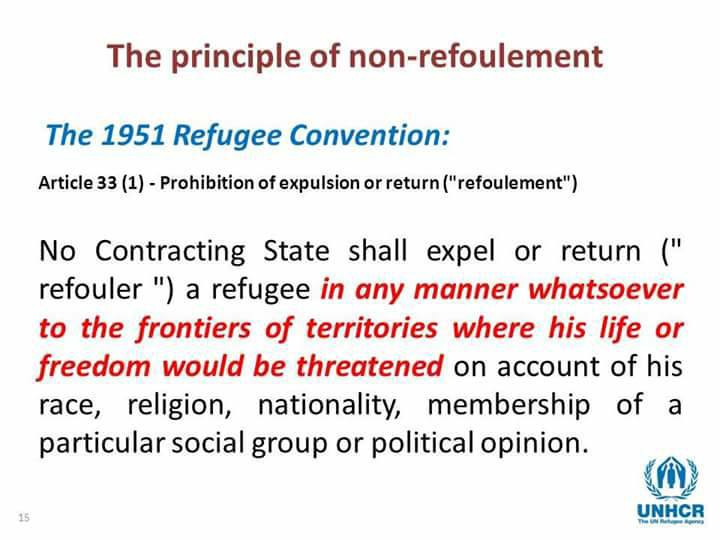 The principle of non-refoulement
The 1951 Refugee Convention:
Article 33 (1) - Prohibition of expulsion or return ("refoulement")
No Contracting State shall expel or return ("
refouler ") a refugee in any manner whatsoever
to the frontiers of territories where his life or
freedom would be threatened on account of his
race, religion, nationality, membership of a
particular social group or political opinion.
15
UNHCR
The UN Refugee Agency